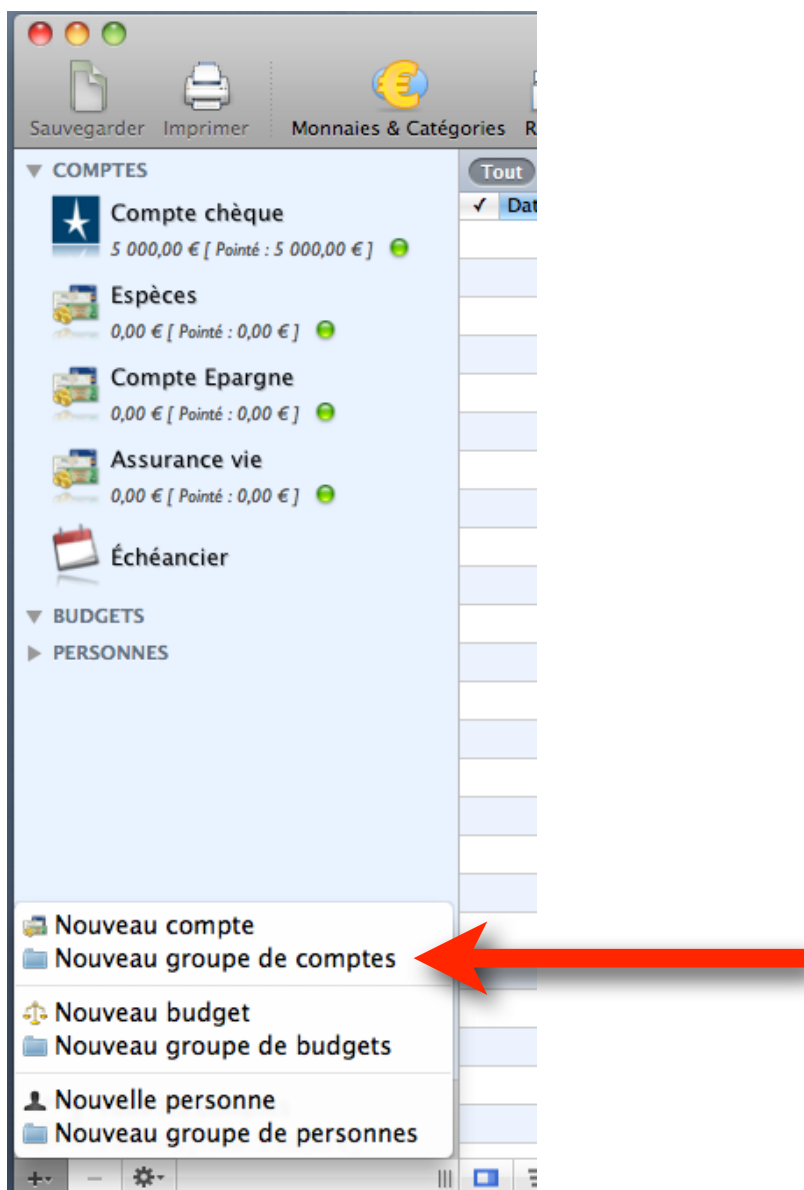 Sauvegarder Imprimer Monnaies & Catégories R
COMPTES
Tout
✓ Dat
Compte chèque
5 000,00 € [ Pointé : 5 000,00 € ]
Espèces
0,00 € [ Pointé : 0,00 € ]
Compte Epargne
0,00 € [ Pointé : 0,00 € ]
Assurance vie
0,00 € [ Pointé : 0,00 € ]
Échéancier
BUDGETS
PERSONNES
Nouveau compte
Nouveau groupe de comptes
Nouveau budget
Nouveau groupe de budgets
Nouvelle personne
Nouveau groupe de personnes